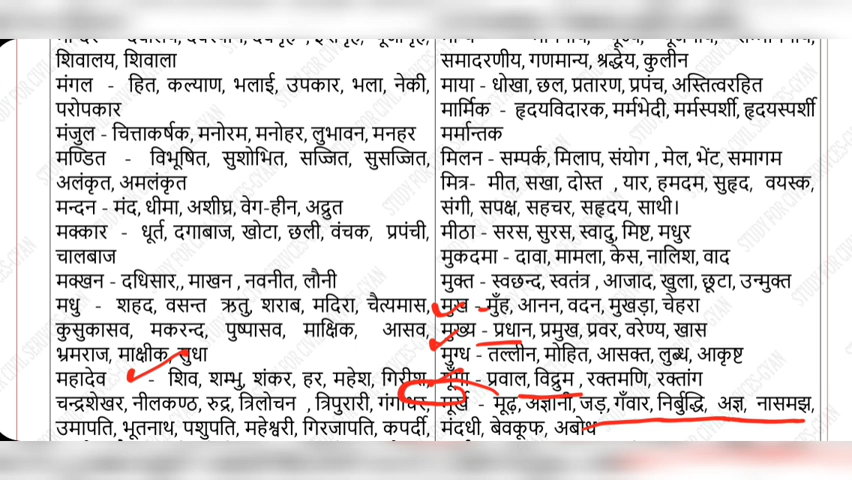 शिवालय, शिवाला
मंगल - हित, कल्याण, भलाई, उपकार, भला, नेकी,
परोपकार
मंजुल - चित्ताकर्षक, मनोरम, मनोहर, लुभावन, मनहर
मण्डित - विभूषित, सुशोभित, सज्जित, सुसज्जित,
अलंकृत, अमलंकृत
मन्दन - मंद, धीमा, अशीघ्र, वेग-हीन, अद्रुत
मक्कार - धूर्त, दगाबाज, खोटा, छली, वंचक, प्रपंची,
चालबाज
मक्खन - दधिसार,, माखन , नवनीत, लौनी
मधु - शहद, वसन्त ऋतु, शराब, मदिरा, चैत्यमास,
कुसुकासव, मकरन्द, पुष्पासव, माक्षिक, आसव,
भ्रमराज, माक्षीक, सुधा
महादेव - शिव, शम्भु, शंकर, हर, महेश, गिरीश,
चन्द्रशेखर, नीलकण्ठ, रुद्र, त्रिलोचन , त्रिपुरारी, गंगाधर,
उमापति, भूतनाथ, पशुपति, महेश्वरी, गिरजापति, कपर्दी,
समादरणीय, गणमान्य, श्रद्धेय, कुलीन
माया - धोखा, छल, प्रतारण, प्रपंच, अस्तित्वरहित
मार्मिक - हृदयविदारक, मर्मभेदी, मर्मस्पर्शी, हृदयस्पर्शी
मर्मान्तक
मिलन - सम्पर्क, मिलाप, संयोग , मेल, भेंट, समागम
मित्र- मीत, सखा, दोस्त , यार, हमदम, सुहृद, वयस्क,
संगी, सपक्ष, सहचर, सहृदय, साथी।
मीठा - सरस, सुरस, स्वादु, मिष्ट, मधुर
मुकदमा - दावा, मामला, केस, नालिश, वाद
मुक्त - स्वछन्द, स्वतंत्र , आजाद, खुला, छूटा, उन्मुक्त
मुख - मुँह, आनन, वदन, मुखड़ा, चेहरा
मुख्य - प्रधान, प्रमुख, प्रवर, वरेण्य, खास
मुग्ध - तल्लीन, मोहित, आसक्त, लुब्ध, आकृष्ट
मूँगा - प्रवाल, विद्रुम , रक्तमणि, रक्तांग
मूर्ख - मूढ़, अज्ञानी, जड़, गँवार, निर्बुद्धि, अज्ञ, नासमझ,
मंदधी, बेवकूफ, अबोध